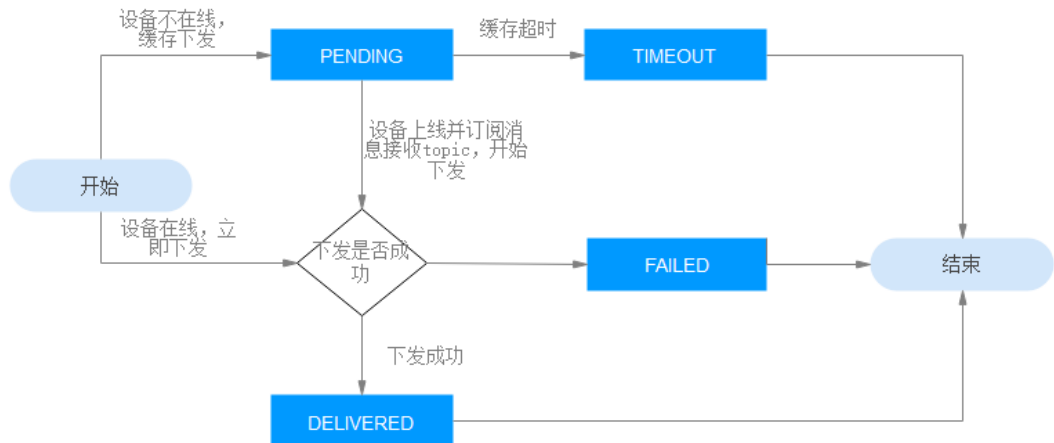 设备不在线，
缓存下发
PENDING
缓存超时
TIMEOUT
设备上线并订阅消
息接收topic，开始
下发
开始
设备在线，立
即下发
下发是否成
功
FAILED
结束
下发成功
DELIVERED